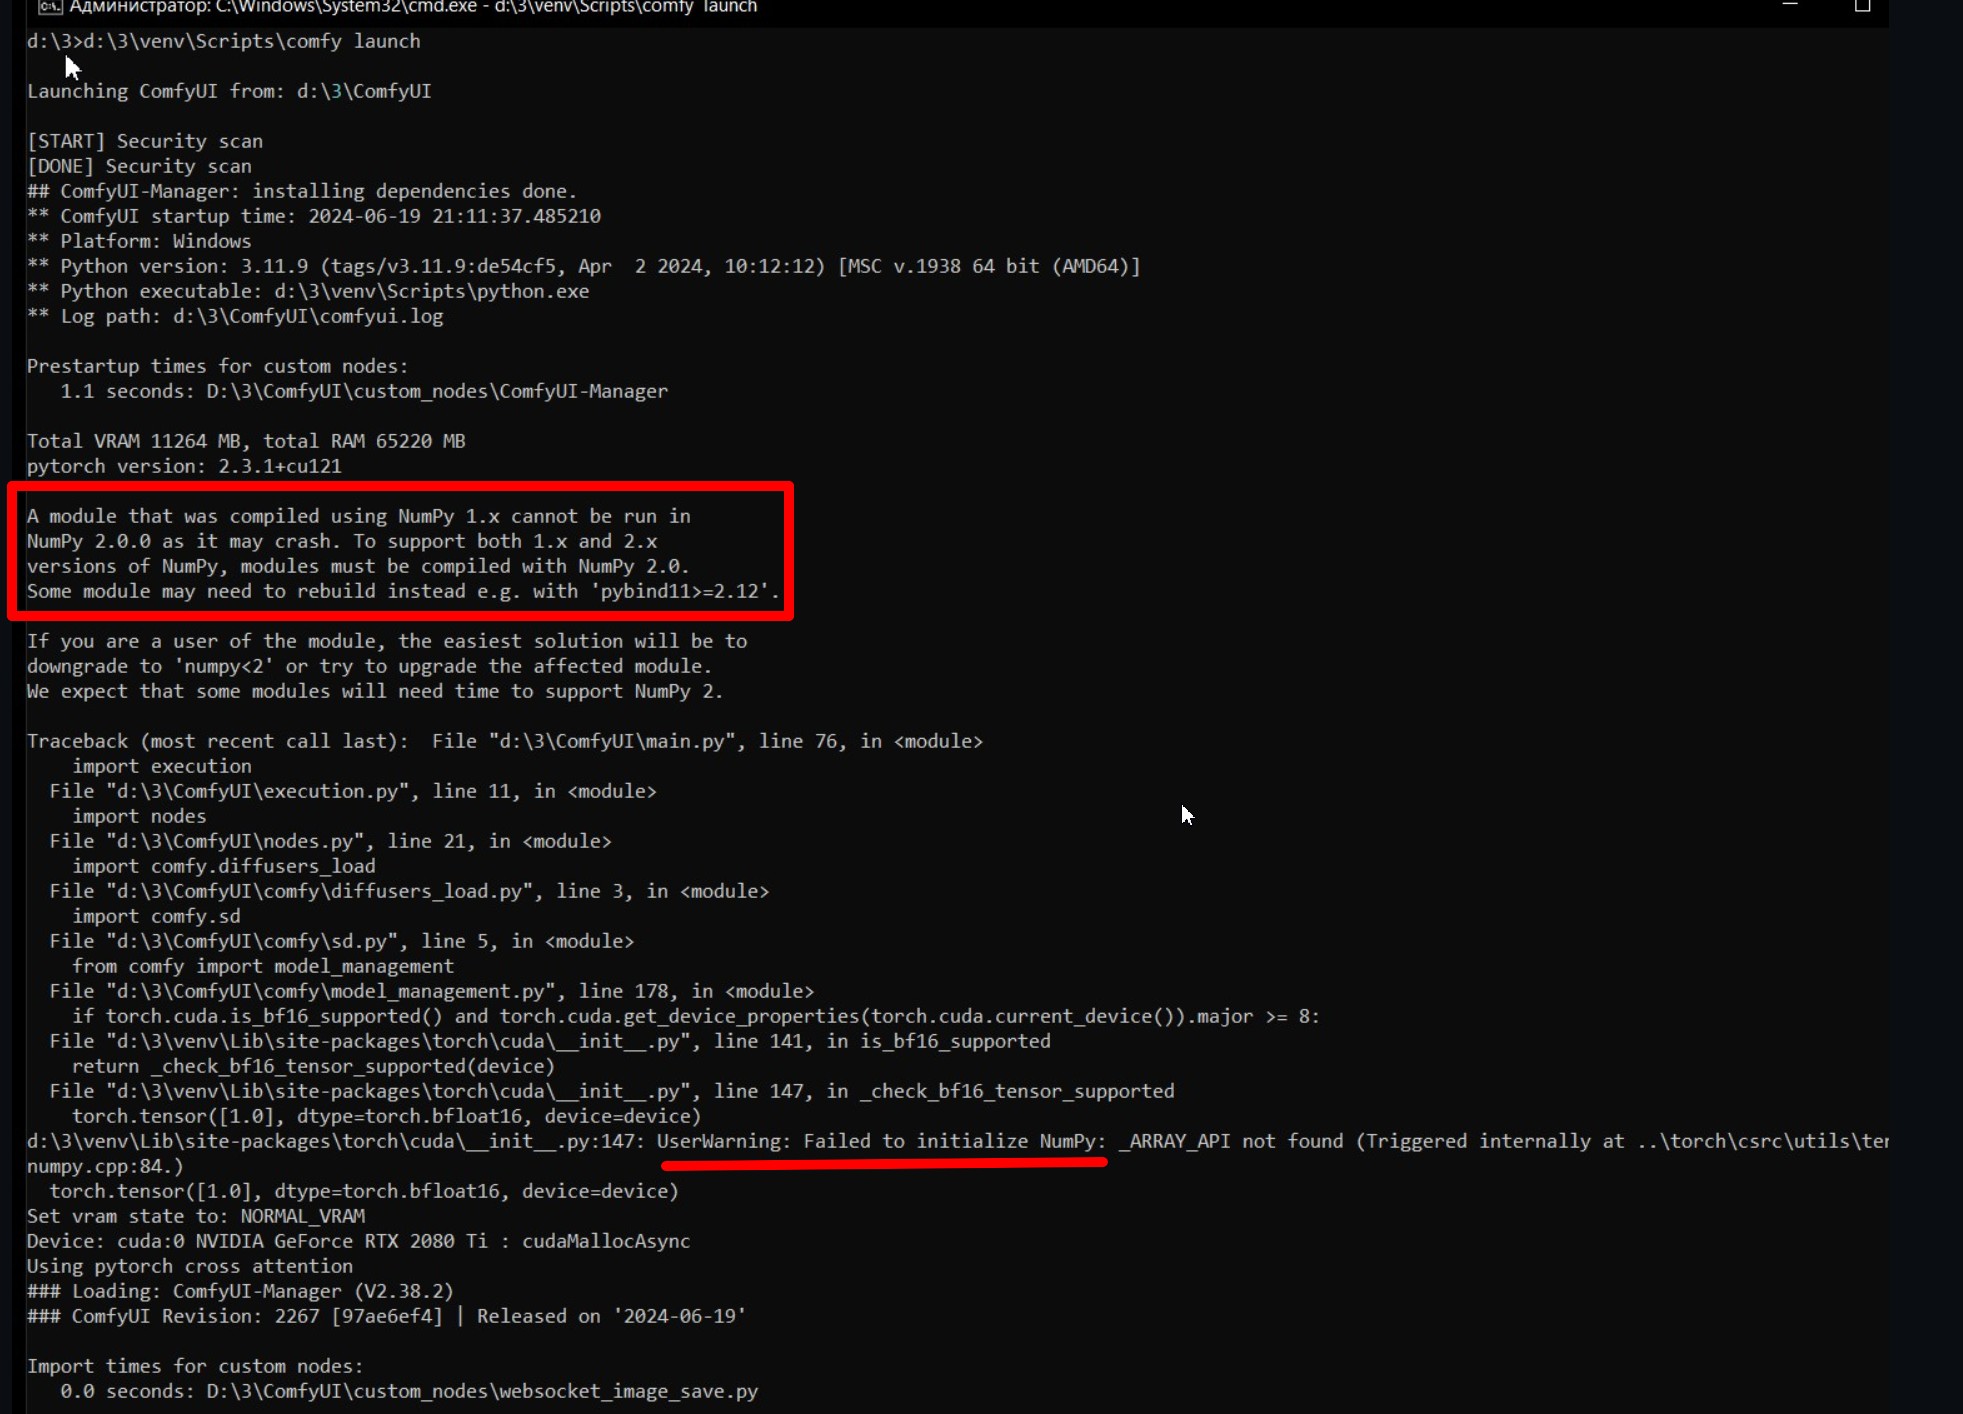 Администратор: C:\Windows\System32\cmd.exe - d:\3\venv\Scripts\comfy launch
d:\3>d:\3\venv\Scripts\comfy launch
Launching ComfyUI from: d:\3\ComfyUI
[START] Security scan
[DONE] Security scan
## ComfyUI-Manager: installing dependencies done.
** ComfyUI startup time: 2024-06-19 21:11:37.485210
** Platform: Windows
** Python version: 3.11.9 (tags/v3.11.9:de54cf5, Apr  2 2024, 10:12:12) [MSC v.1938 64 bit (AMD64)]
** Python executable: d:\3\venv\Scripts\python.exe
** Log path: d:\3\ComfyUI\comfyui.log
Prestartup times for custom nodes:
   1.1 seconds: D:\3\ComfyUI\custom_nodes\ComfyUI-Manager
Total VRAM 11264 MB, total RAM 65220 MB
pytorch version: 2.3.1+cu121
A module that was compiled using NumPy 1.x cannot be run in
NumPy 2.0.0 as it may crash. To support both 1.x and 2.x
versions of NumPy, modules must be compiled with NumPy 2.0.
Some module may need to rebuild instead e.g. with 'pybind11>=2.12'.
If you are a user of the module, the easiest solution will be to
downgrade to 'numpy<2' or try to upgrade the affected module.
We expect that some modules will need time to support NumPy 2.
Traceback (most recent call last):  File "d:\3\ComfyUI\main.py", line 76, in <module>
    import execution
  File "d:\3\ComfyUI\execution.py", line 11, in <module>
    import nodes
  File "d:\3\ComfyUI\nodes.py", line 21, in <module>
    import comfy.diffusers_load
  File "d:\3\ComfyUI\comfy\diffusers_load.py", line 3, in <module>
    import comfy.sd
  File "d:\3\ComfyUI\comfy\sd.py", line 5, in <module>
    from comfy import model_management
  File "d:\3\ComfyUI\comfy\model_management.py", line 178, in <module>
    if torch.cuda.is_bf16_supported() and torch.cuda.get_device_properties(torch.cuda.current_device()).major >= 8:
  File "d:\3\venv\Lib\site-packages\torch\cuda\__init__.py", line 141, in is_bf16_supported
    return _check_bf16_tensor_supported(device)
  File "d:\3\venv\Lib\site-packages\torch\cuda\__init__.py", line 147, in _check_bf16_tensor_supported
    torch.tensor([1.0], dtype=torch.bfloat16, device=device)
d:\3\venv\Lib\site-packages\torch\cuda\__init__.py:147: UserWarning: Failed to initialize NumPy: _ARRAY_API not found (Triggered internally at ..\torch\csrc\utils\ten
numpy.cpp:84.)
  torch.tensor([1.0], dtype=torch.bfloat16, device=device)
Set vram state to: NORMAL_VRAM
Device: cuda:0 NVIDIA GeForce RTX 2080 Ti : cudaMallocAsync
Using pytorch cross attention
### Loading: ComfyUI-Manager (V2.38.2)
### ComfyUI Revision: 2267 [97ae6ef4] | Released on '2024-06-19'
Import times for custom nodes:
   0.0 seconds: D:\3\ComfyUI\custom_nodes\websocket_image_save.py